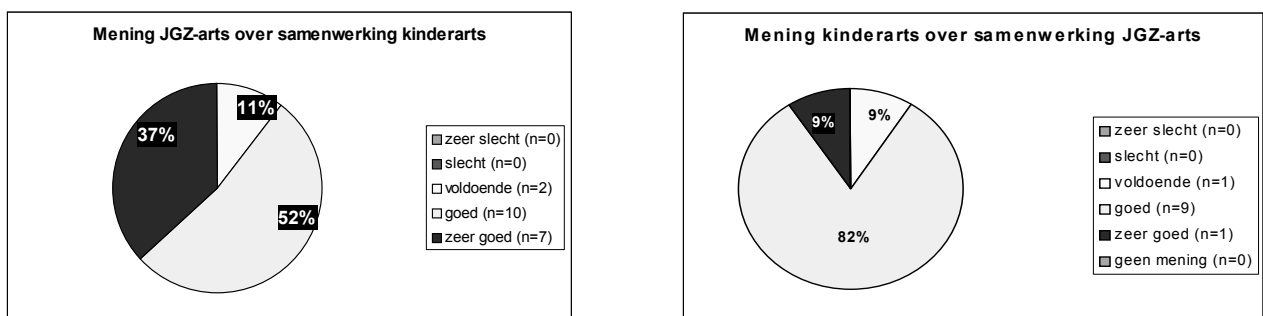 Mening JGZ-arts over samenwerking kinderarts
11%
37%
52%
zeer slecht (n=0)
slecht (n=0)
voldoende (n=2)
goed (n=10)
zeer goed (n=7)
Mening kinderarts over samenwerking JGZ-arts
9%
9%
82%
zeer slecht (n=0)
slecht (n=0)
voldoende (n=1)
goed (n=9)
zeer goed (n=1)
geen mening (n=0)